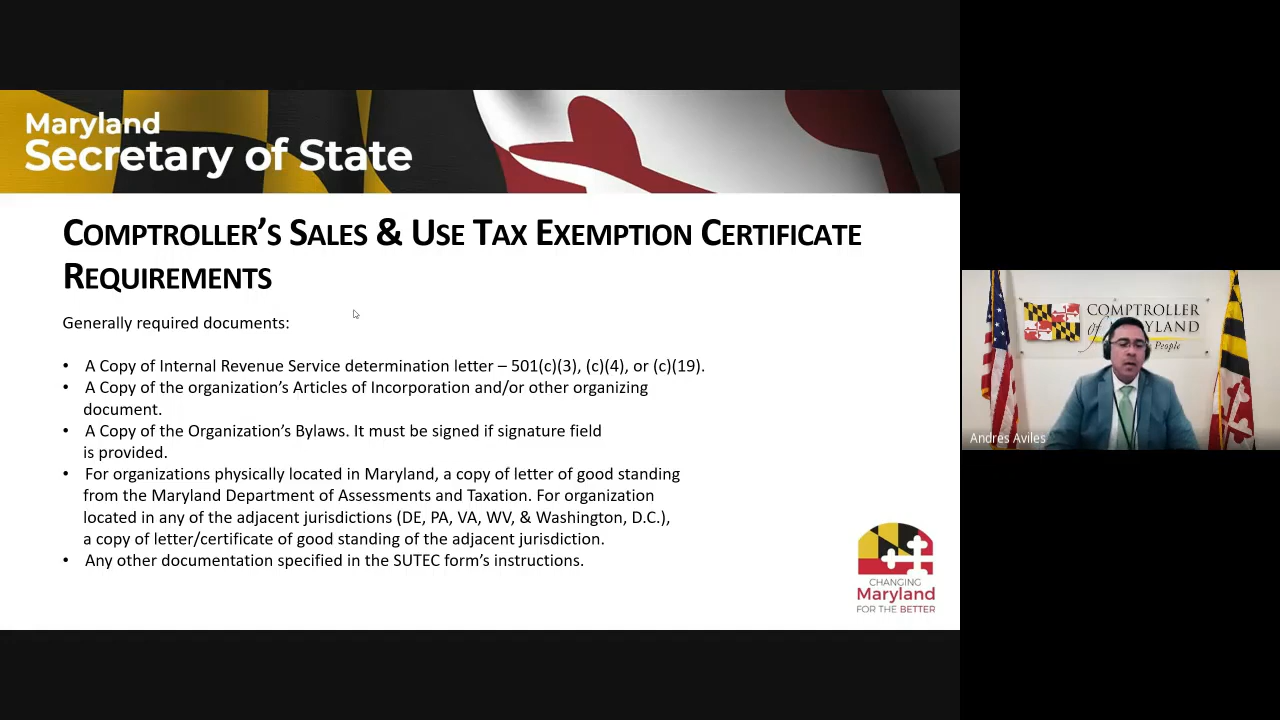 Maryland
Secretary of State
COMPTROLLER'S SALES & USE TAX EXEMPTION CERTIFICATE
REQUIREMENTS
Generally required documents:
• A Copy of Internal Revenue Service determination letter – 501(c)(3), (c)(4), or (c)(19).
• A Copy of the organization's Articles of Incorporation and/or other organizing
document.
• A Copy of the Organization's Bylaws. It must be signed if signature field
is provided.
• For organizations physically located in Maryland, a copy of letter of good standing
from the Maryland Department of Assessments and Taxation. For organization
located in any of the adjacent jurisdictions (DE, PA, VA, WV, & Washington, D.C.),
a copy of letter/certificate of good standing of the adjacent jurisdiction.
• Any other documentation specified in the SUTEC form's instructions.
CHANGING
Maryland
FOR THE BETTER
COMPTROLLER
of MARYLAND
People
Andres Aviles